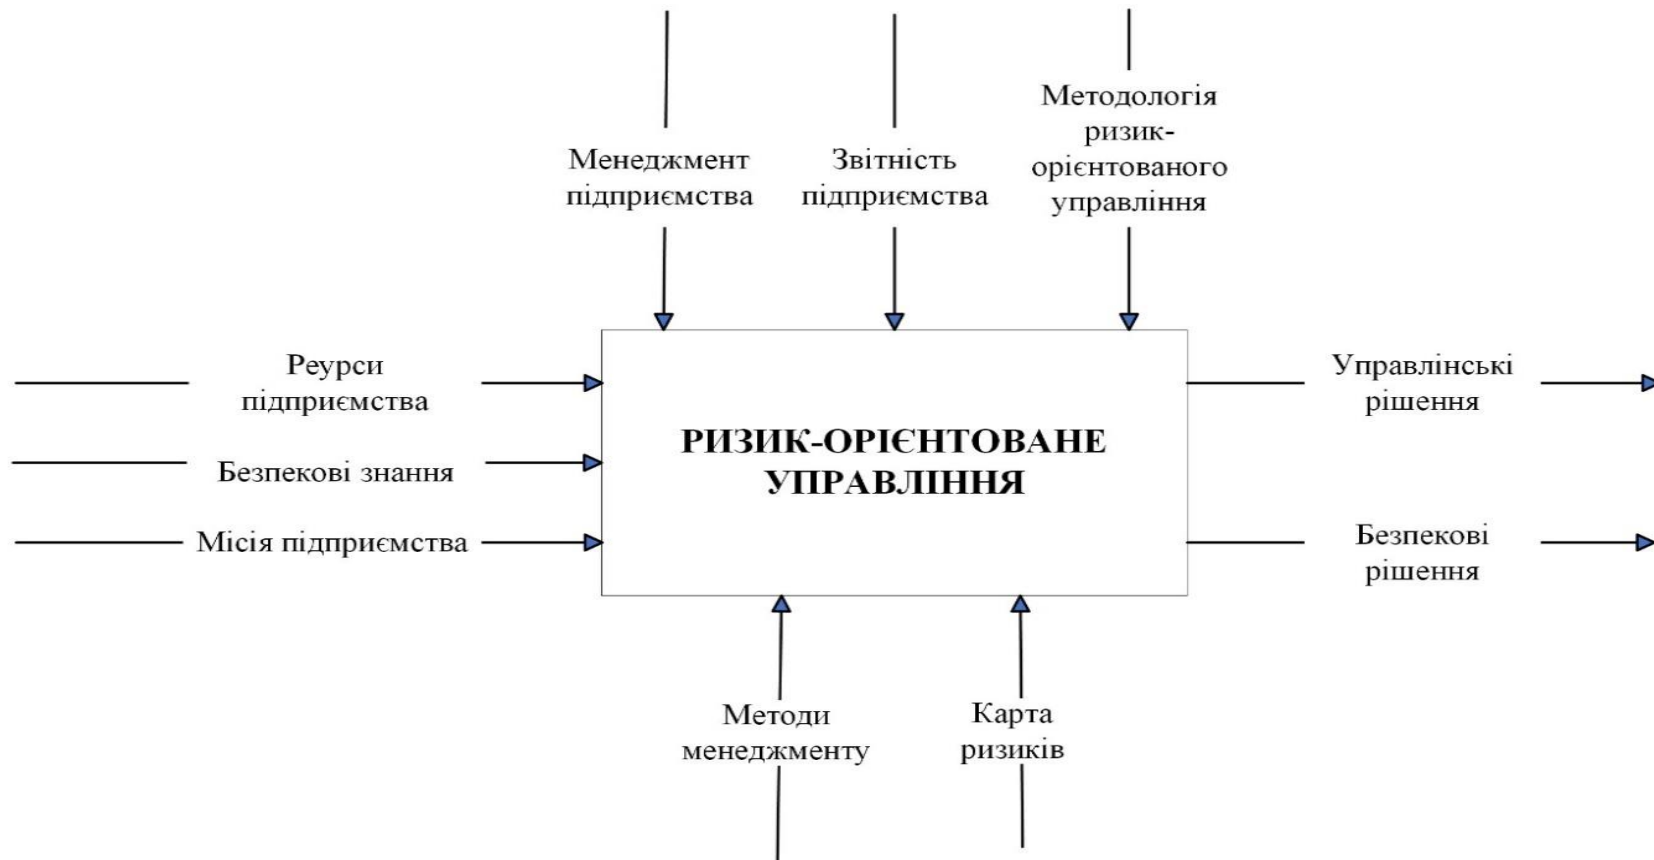 Менеджмент
підприємства
Звітність
підприємства
Методологія
ризик-
орієнтованого
управління
Реурси
підприємства
Безпекові знання
Місія підприємства
РИЗИК-ОРІЄНТОВАНЕ
УПРАВЛІННЯ
Управлінські
рішення
Безпекові
рішення
Методи
менеджменту
Карта
ризиків